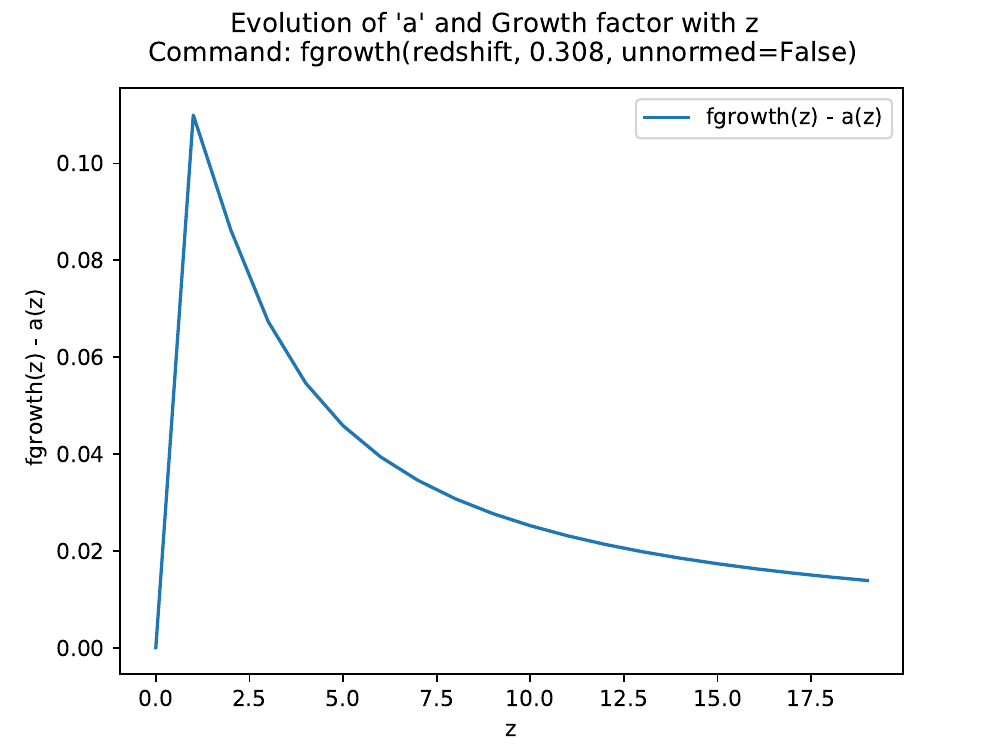 Evolution of 'a' and Growth factor with z
Command: fgrowth(redshift, 0.308, unnormed=False)
fgrowth(z) - a(z)
fgrowth(z) - a(z)
0.10
0.08
0.06
0.04
0.02
0.00
0.0 2.5 5.0 7.5 10.0 12.5 15.0 17.5
z